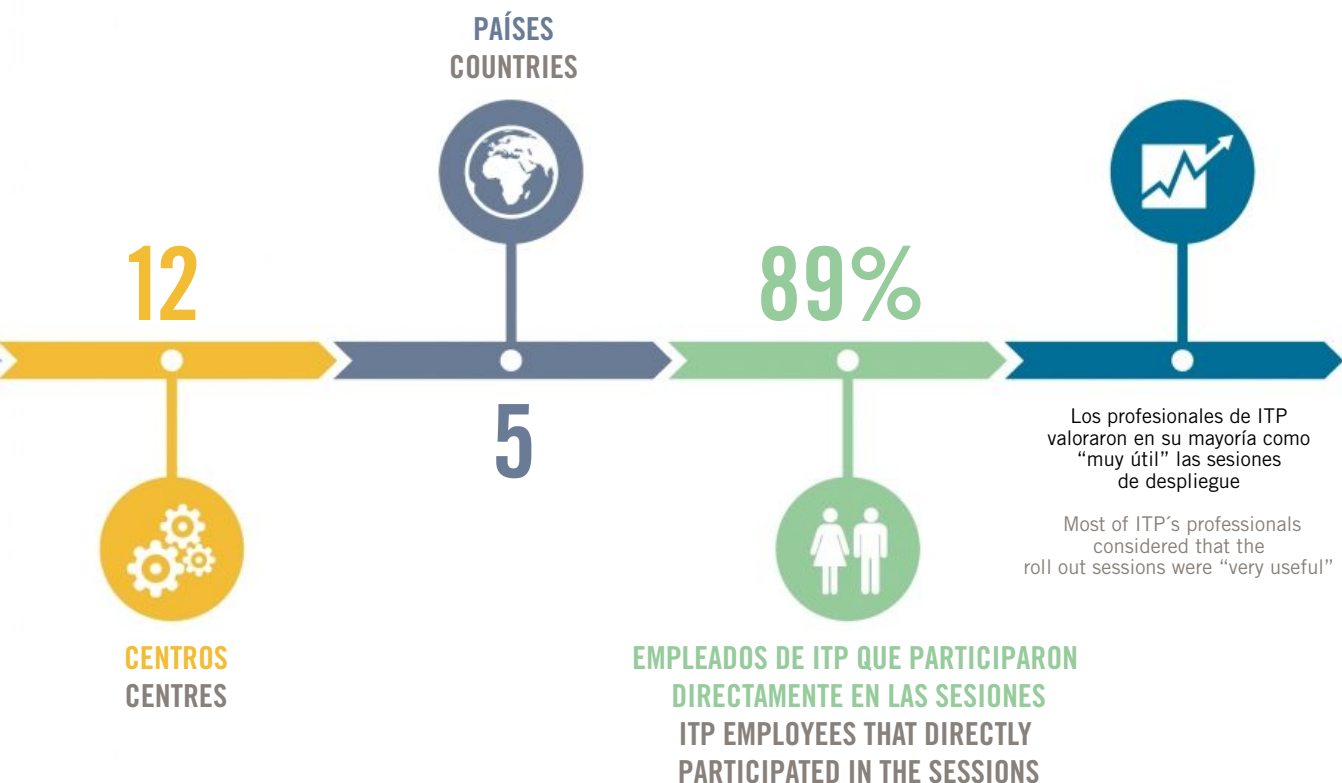 12
CENTROS
CENTRES
PAÍSES
COUNTRIES
5
89%
EMPLEADOS DE ITP QUE PARTICIPARON
DIRECTAMENTE EN LAS SESIONES
ITP EMPLOYEES THAT DIRECTLY
PARTICIPATED IN THE SESSIONS
Los profesionales de ITP
valoraron en su mayoría como
“muy útil” las sesiones
de despliegue
Most of ITP´s professionals
considered that the
roll out sessions were “very useful”